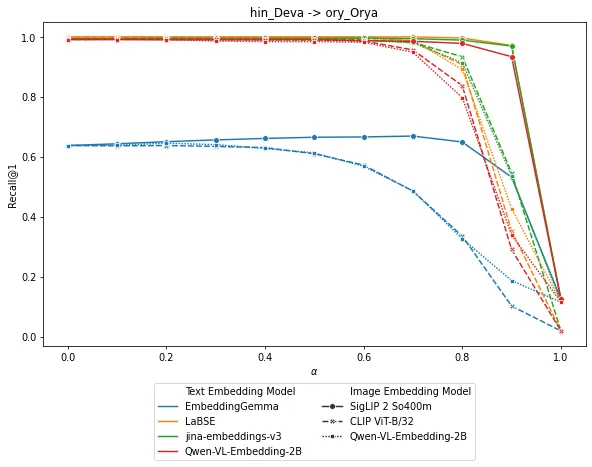 hin_Deva -> ory_Orya
Recall@1
1.0
0.8
0.6
0.4
0.2
0.0
0.0 0.2 0.4 0.6 0.8 1.0
α
Text Embedding Model Image Embedding Model
EmbeddingGemma SigLIP 2 So400m
LaBSE CLIP ViT-B/32
jina-embeddings-v3 Qwen-VL-Embedding-2B
Qwen-VL-Embedding-2B